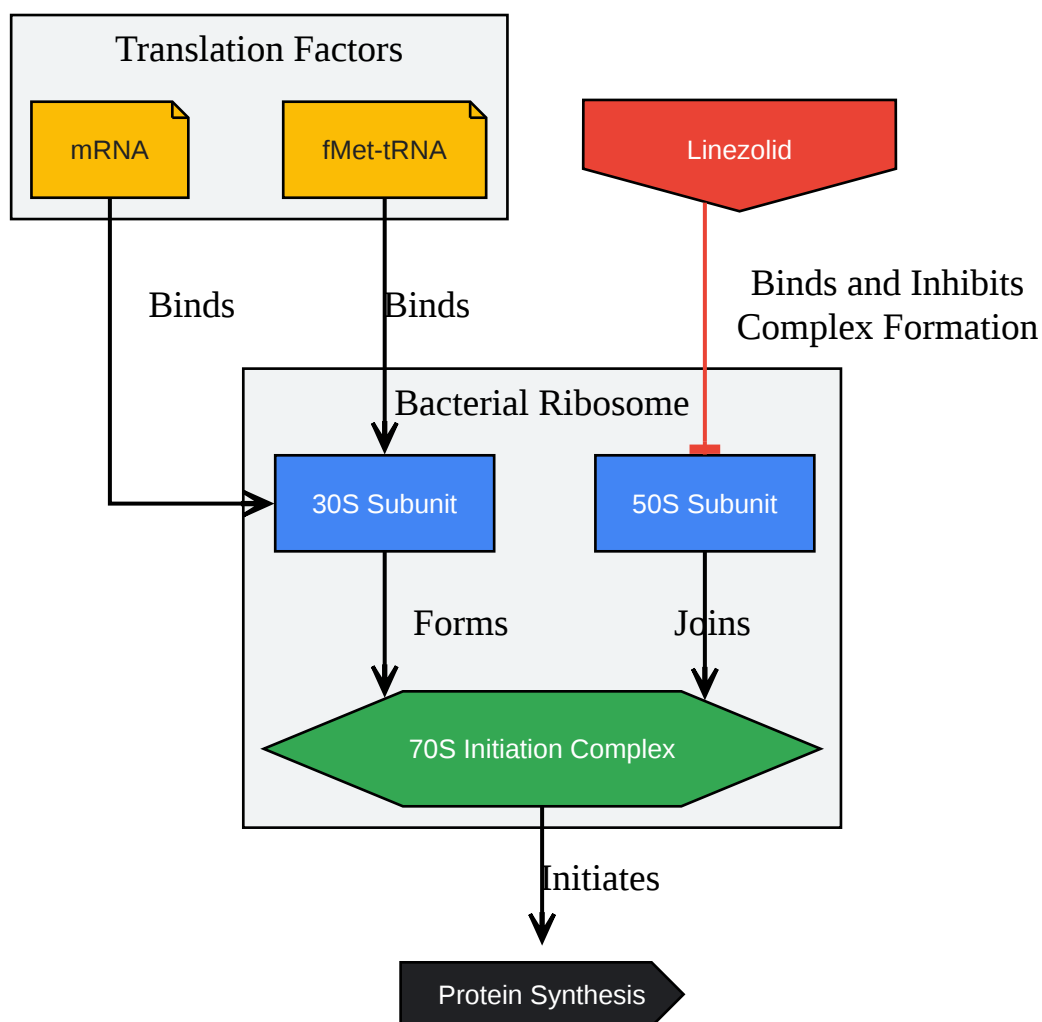 Translation Factors
mRNA
fMet-tRNA
Linezolid
Binds
Binds
Binds and Inhibits
Complex Formation
Bacterial Ribosome
30S Subunit
50S Subunit
Forms
Joins
70S Initiation Complex
Initiates
Protein Synthesis